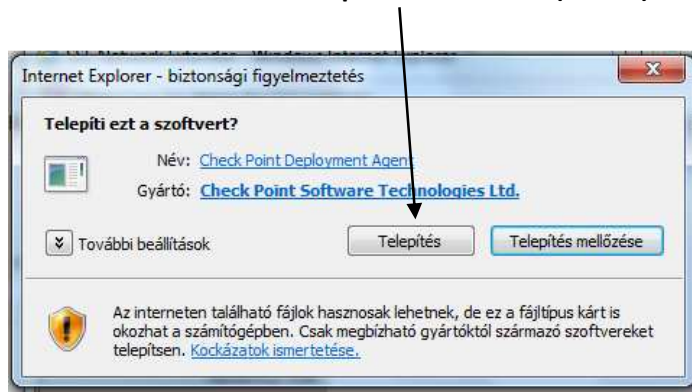 Internet Explorer - biztonsági figyelmeztetés
Telepíti ezt a szoftvert?
Név: Check Point Deployment Agent
Gyártó: Check Point Software Technologies Ltd.
További beállítások
Telepítés
Telepítés mellőzése
Az interneten található fájlok hasznosak lehetnek, de ez a fájltípus kárt is
okozhat a számítógépben. Csak megbízható gyártóktól származó szoftvereket
telepítsen. Kockázatok ismertetése.